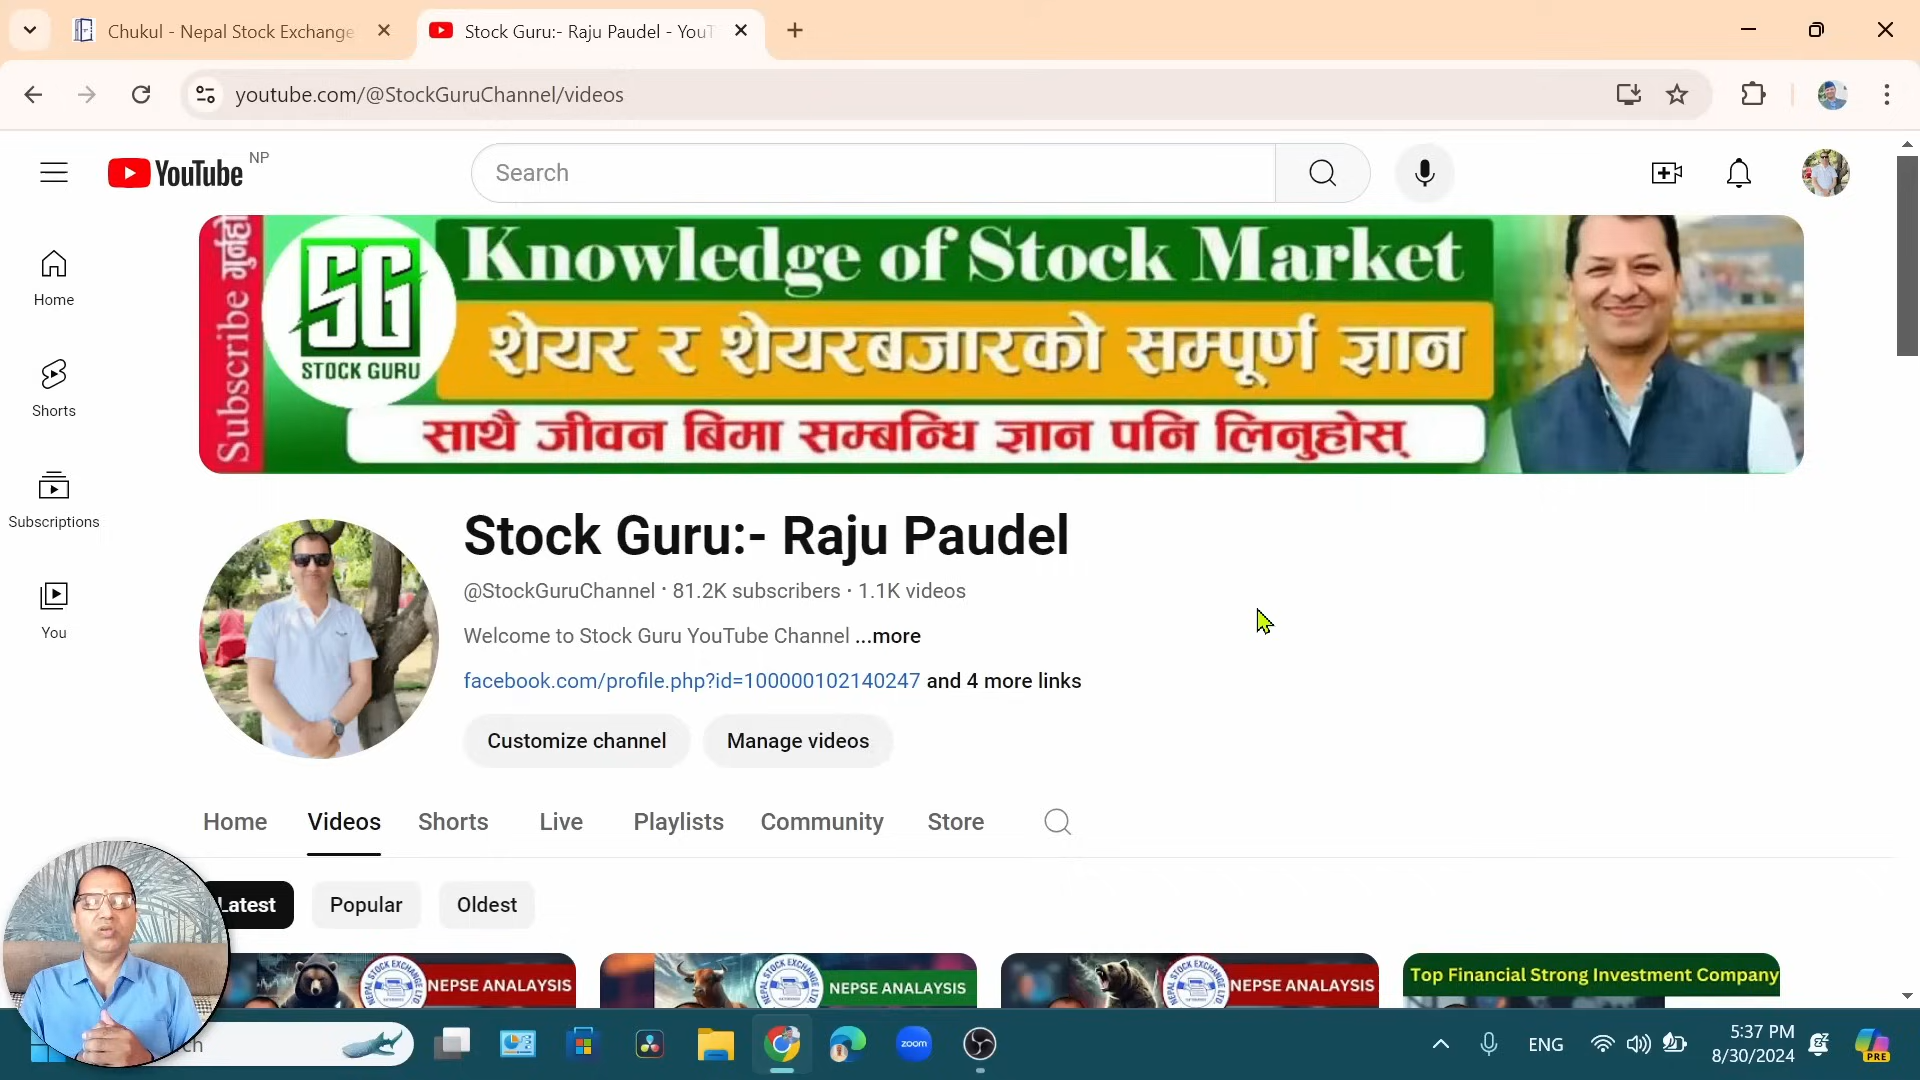 Chukul - Nepal Stock Exchange
Stock Guru:- Raju Paudel - YouT
youtube.com/@StockGuruChannel/videos
YouTube NP
Search
Home
Shorts
Subscriptions
You
Subscribe गर्नुहो
SG
STOCK GURU
Knowledge of Stock Market
शेयर र शेयरबजारको सम्पूर्ण ज्ञान
साथै जीवन बिमा सम्बन्धि ज्ञान पनि लिनुहोस्
Stock Guru:- Raju Paudel
@StockGuruChannel · 81.2K subscribers · 1.1K videos
Welcome to Stock Guru YouTube Channel ...more
facebook.com/profile.php?id=100000102140247 and 4 more links
Customize channel
Manage videos
Home
Videos
Shorts
Live
Playlists
Community
Store
Latest
Popular
Oldest
NEPSE ANALAYSIS
NEPSE ANALAYSIS
NEPSE ANALAYSIS
Top Financial Strong Investment Company
zoom
ENG
5:37 PM
8/30/2024
PRE